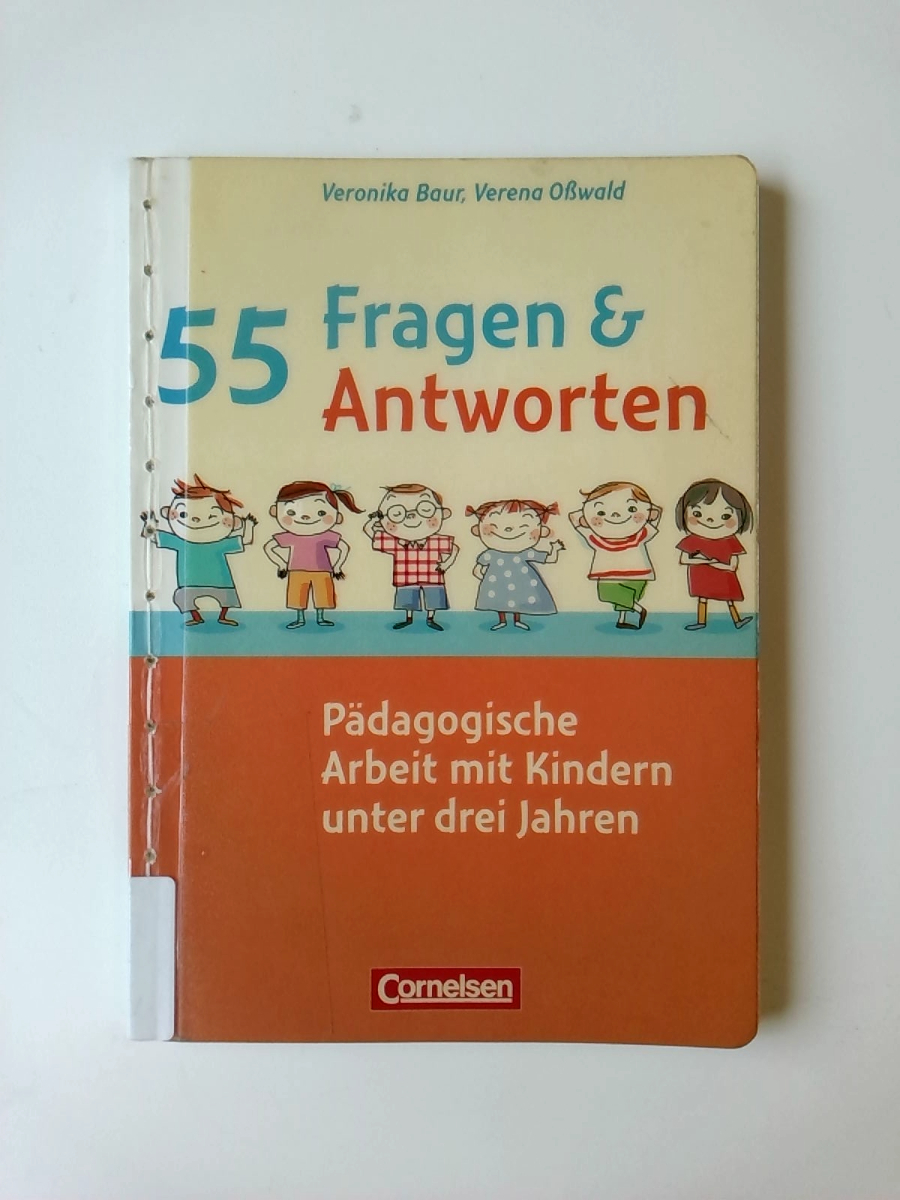 Veronika Baur, Verena Oßwald
55 Fragen &
Antworten
Pädagogische
Arbeit mit Kindern
unter drei Jahren
Cornelsen